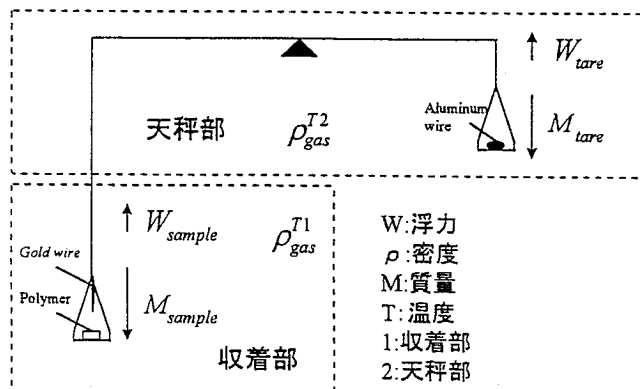 W_tare
Aluminum
wire
M_tare
天秤部
ρ_gas^T2
W_sample
ρ_gas^T1
Gold wire
Polymer
M_sample
収着部
W:浮力
ρ:密度
M:質量
T:温度
1:収着部
2:天秤部